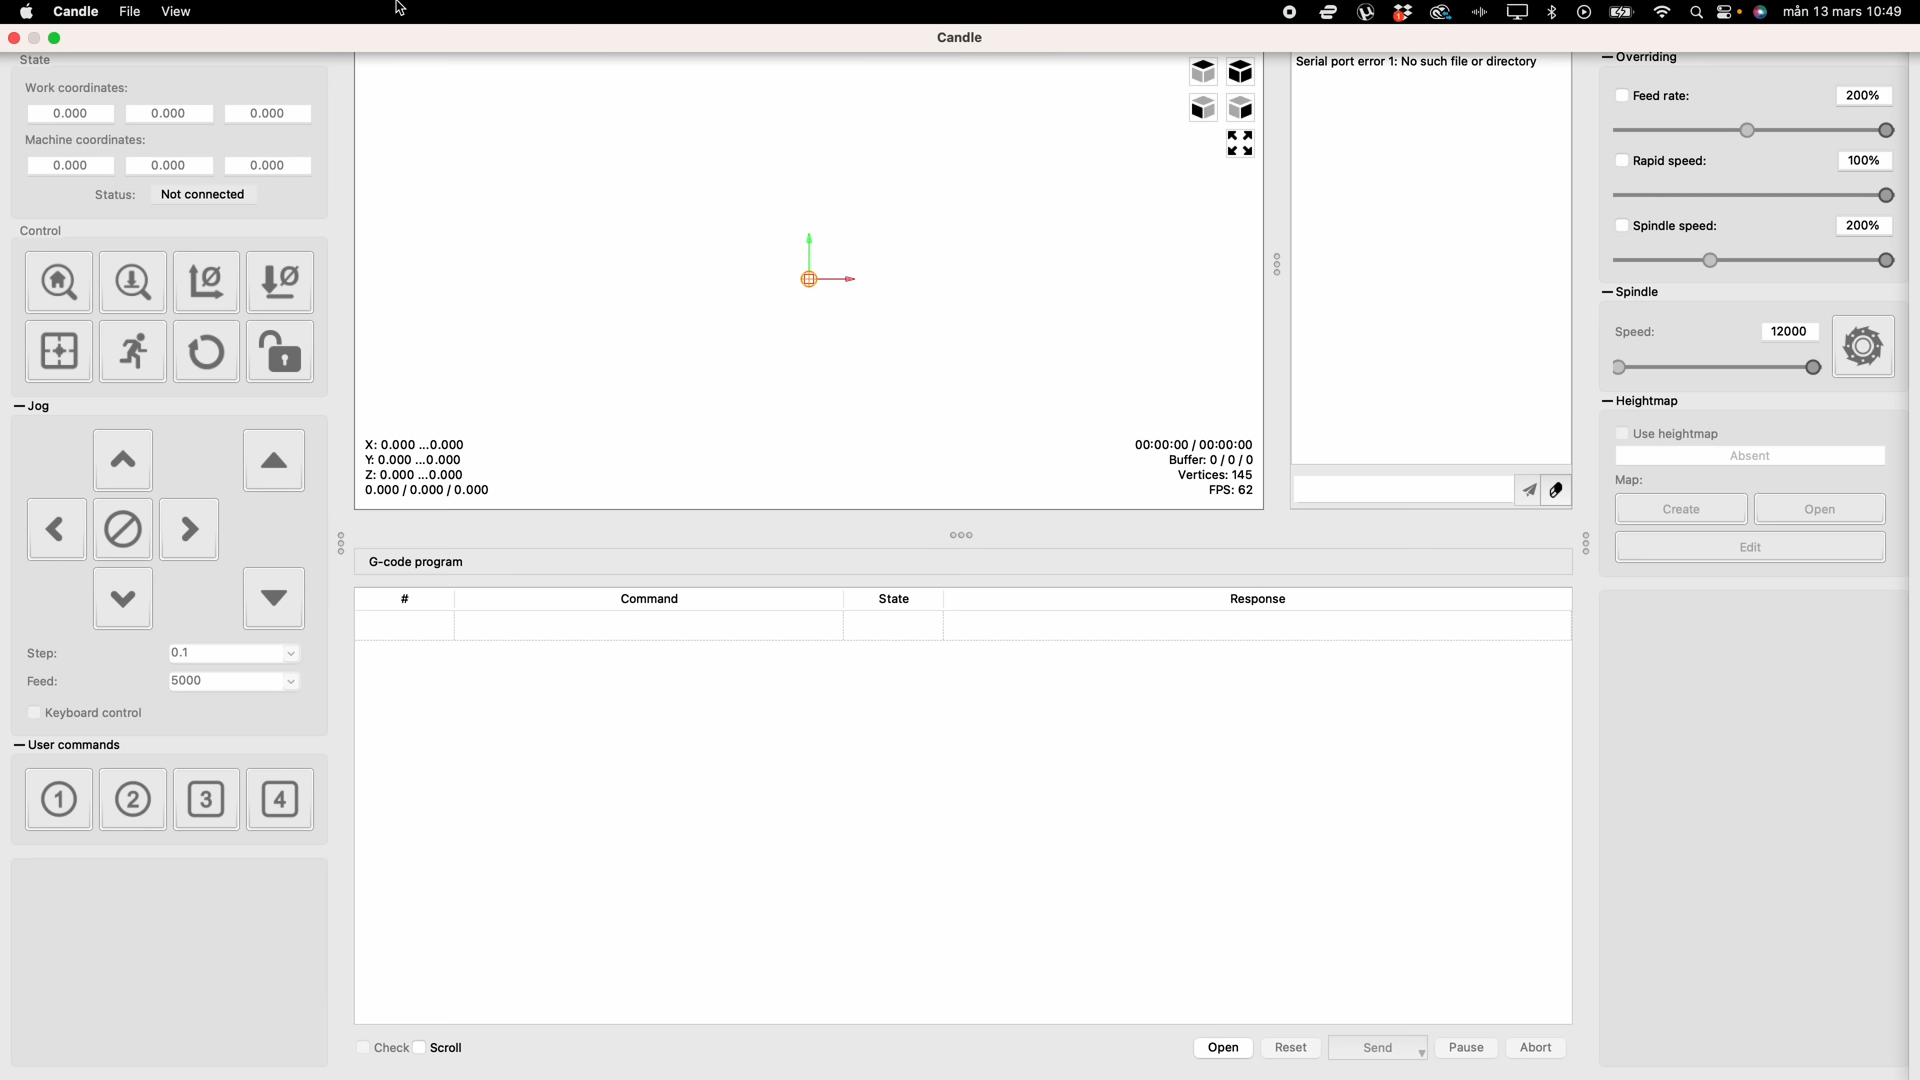 Candle File View mån 13 mars 10:49
Candle
State
Work coordinates:
0.000 0.000 0.000
Machine coordinates:
0.000 0.000 0.000
Status: Not connected
Control
Jog
Step: 0.1
Feed: 5000
Keyboard control
User commands
1 2 3 4
X: 0.000 ...0.000
Y: 0.000 ...0.000
Z: 0.000 ...0.000
0.000 / 0.000 / 0.000
00:00:00 / 00:00:00
Buffer: 0 / 0 / 0
Vertices: 145
FPS: 62
Serial port error 1: No such file or directory
G-code program
# Command State Response
Check Scroll
Open Reset Send Pause Abort
Overriding
Feed rate: 200%
Rapid speed: 100%
Spindle speed: 200%
Spindle
Speed: 12000
Heightmap
Use heightmap
Absent
Map:
Create Open
Edit